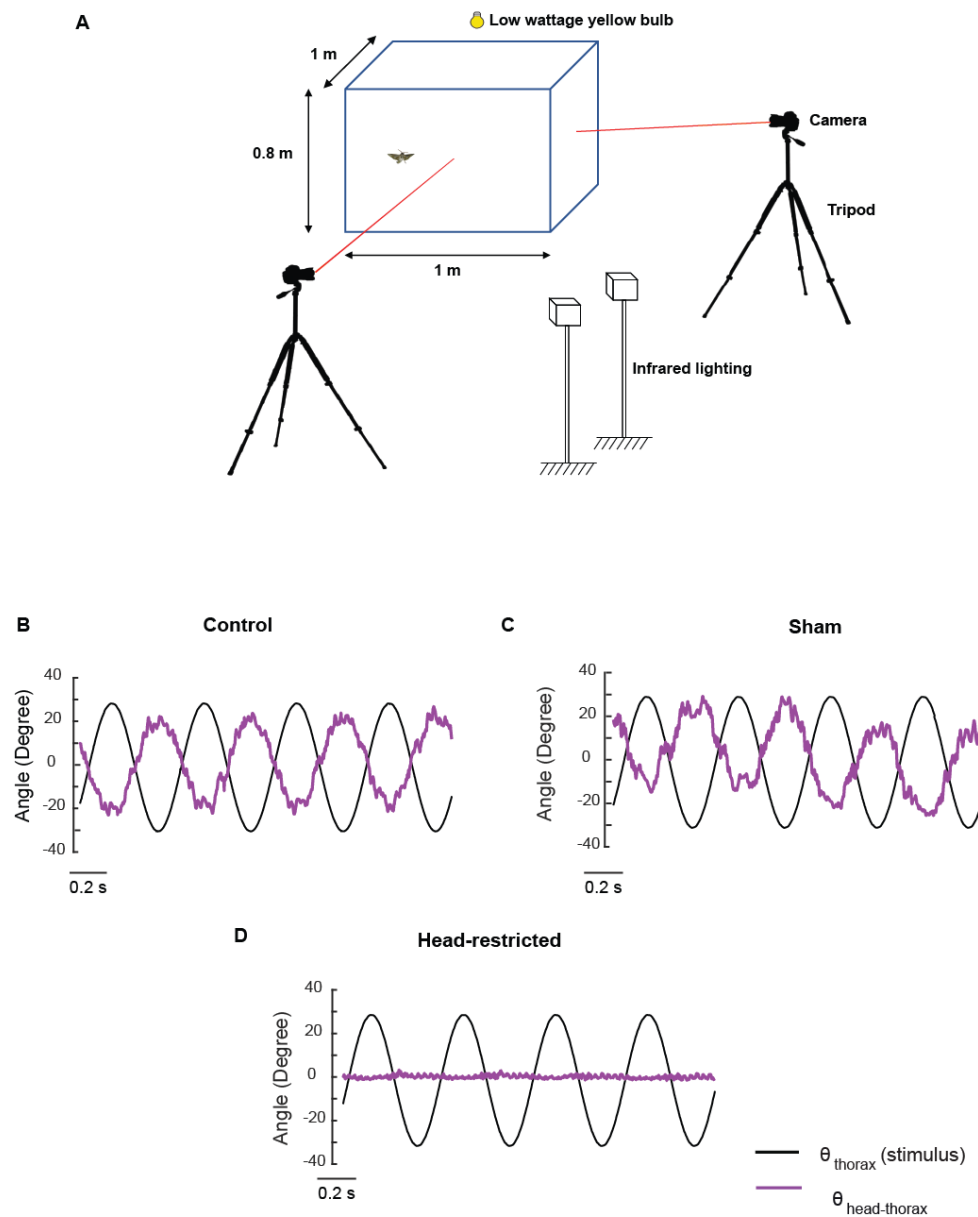 A
Low wattage yellow bulb
1 m
0.8 m
Camera
Tripod
1 m
Infrared lighting
B
Control
C
Sham
40
20
0
-20
-40
Angle (Degree)
0.2 s
40
20
0
-20
-40
Angle (Degree)
0.2 s
D
Head-restricted
40
20
0
-20
-40
Angle (Degree)
0.2 s
θ thorax (stimulus)
θ head-thorax